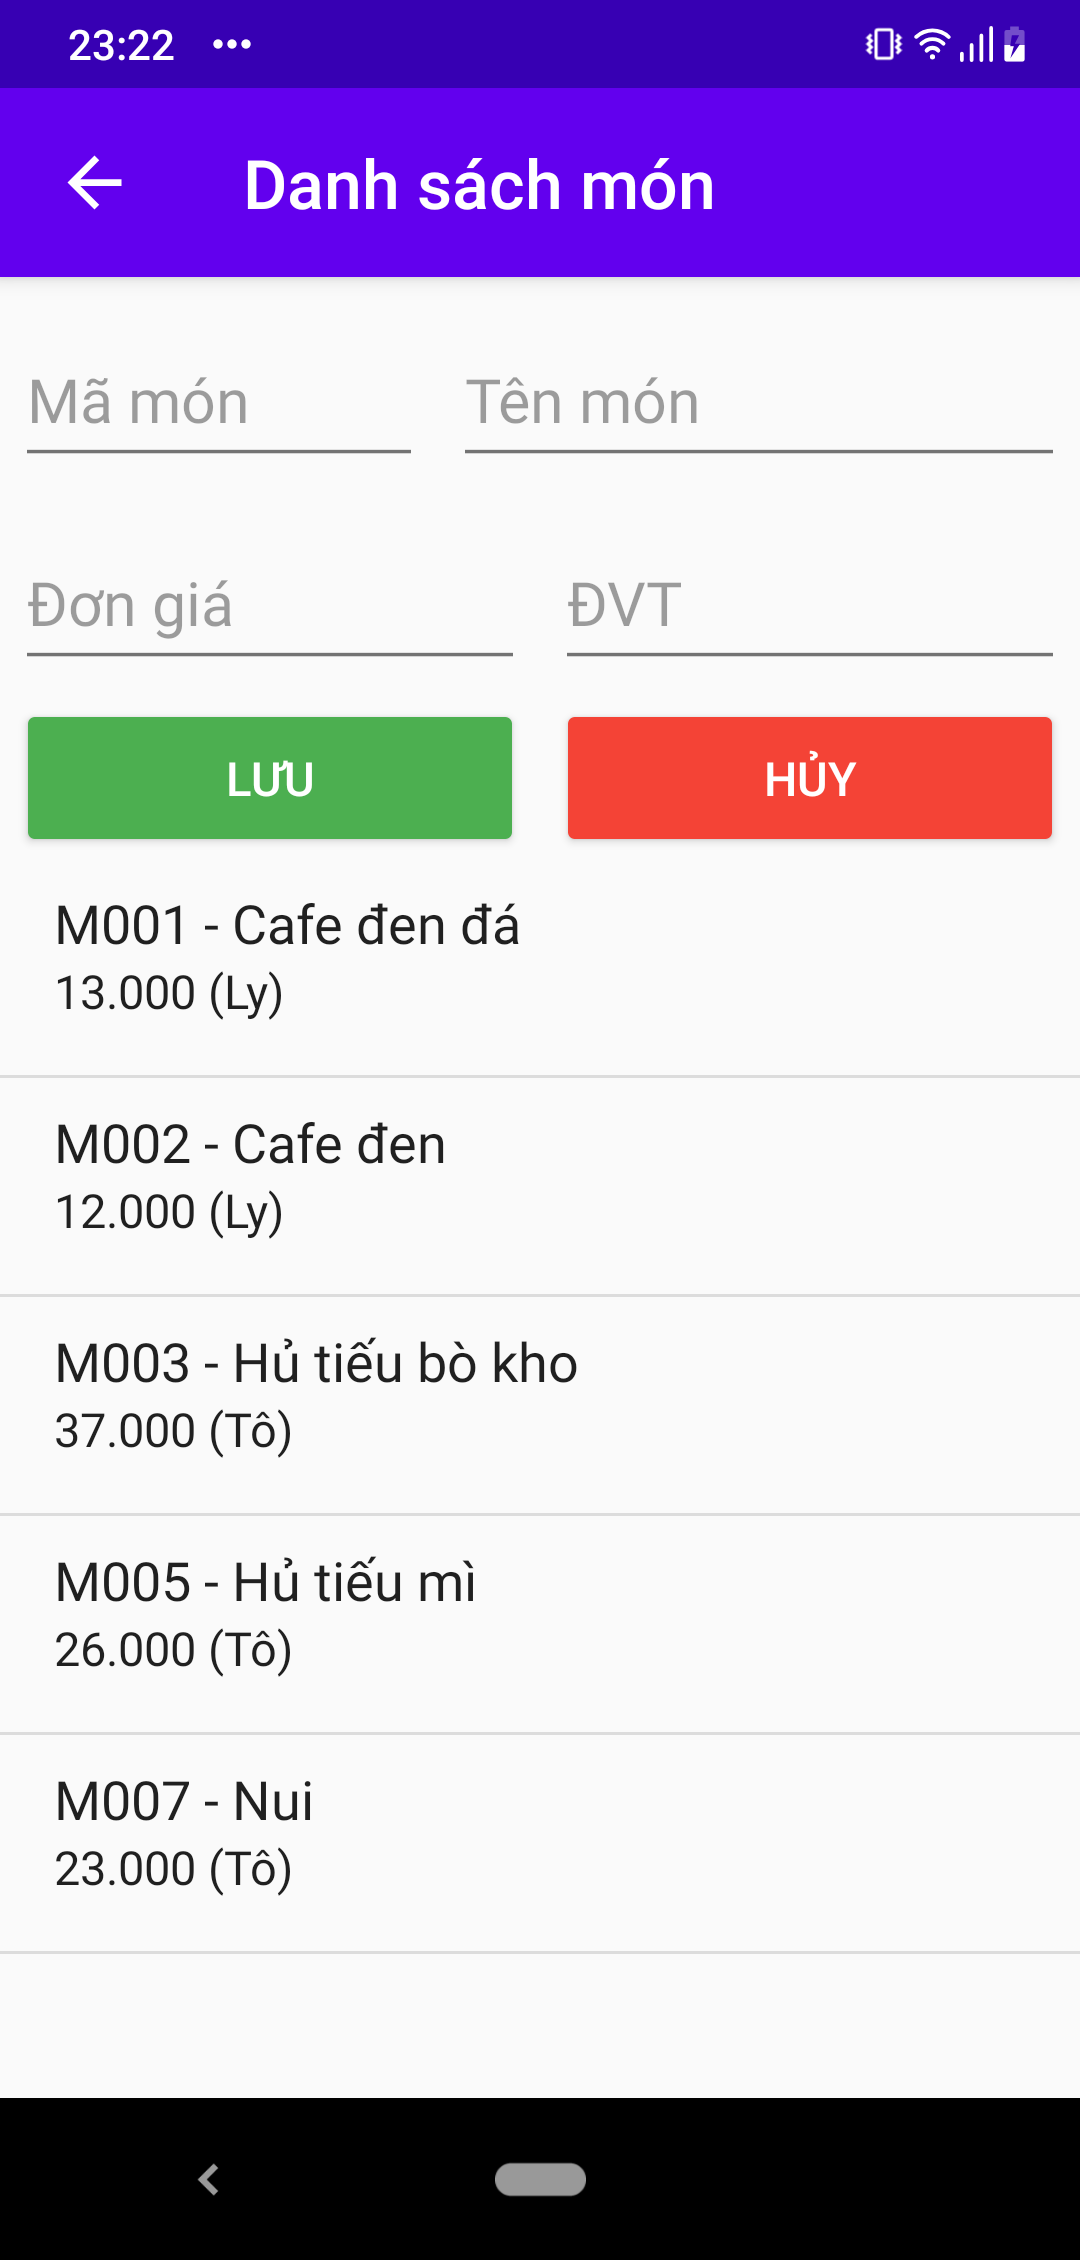 23:22
Danh sách món
Mã món Tên món
Đơn giá ĐVT
LƯU HỦY
M001 - Cafe đen đá
13.000 (Ly)
M002 - Cafe đen
12.000 (Ly)
M003 - Hủ tiếu bò kho
37.000 (Tô)
M005 - Hủ tiếu mì
26.000 (Tô)
M007 - Nui
23.000 (Tô)